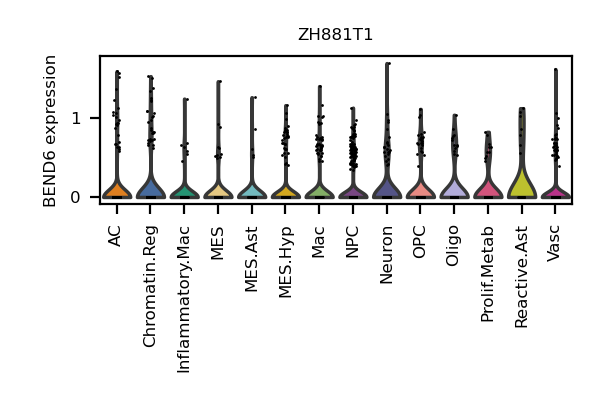 ZH881T1
BEND6 expression
1
0
AC
Chromatin.Reg
Inflammatory.Mac
MES
MES.Ast
MES.Hyp
Mac
NPC
Neuron
OPC
Oligo
Prolif.Metab
Reactive.Ast
Vasc